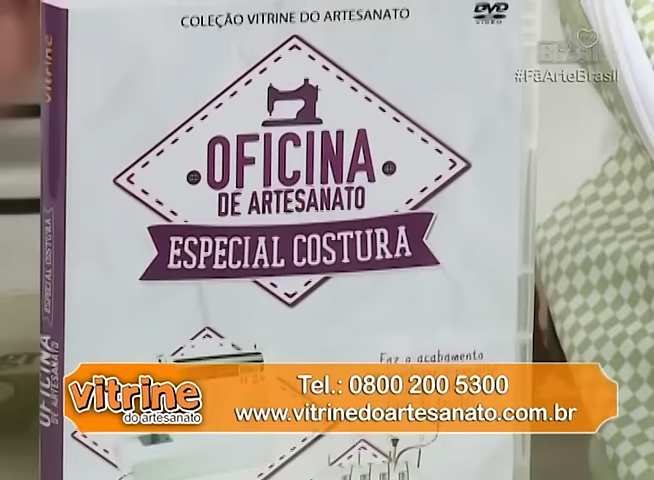 COLEÇÃO VITRINE DO ARTESANATO
DVD
VIDEO
Brasil
#FãArteBrasil
vitrine
OFICINA
DE ARTESANATO
ESPECIAL COSTURA
ESPECIAL COSTURA
OFICINA
DE ARTESANATO
Faz o acabamento
vitrine
do artesanato
Tel.: 0800 200 5300
www.vitrinedoartesanato.com.br